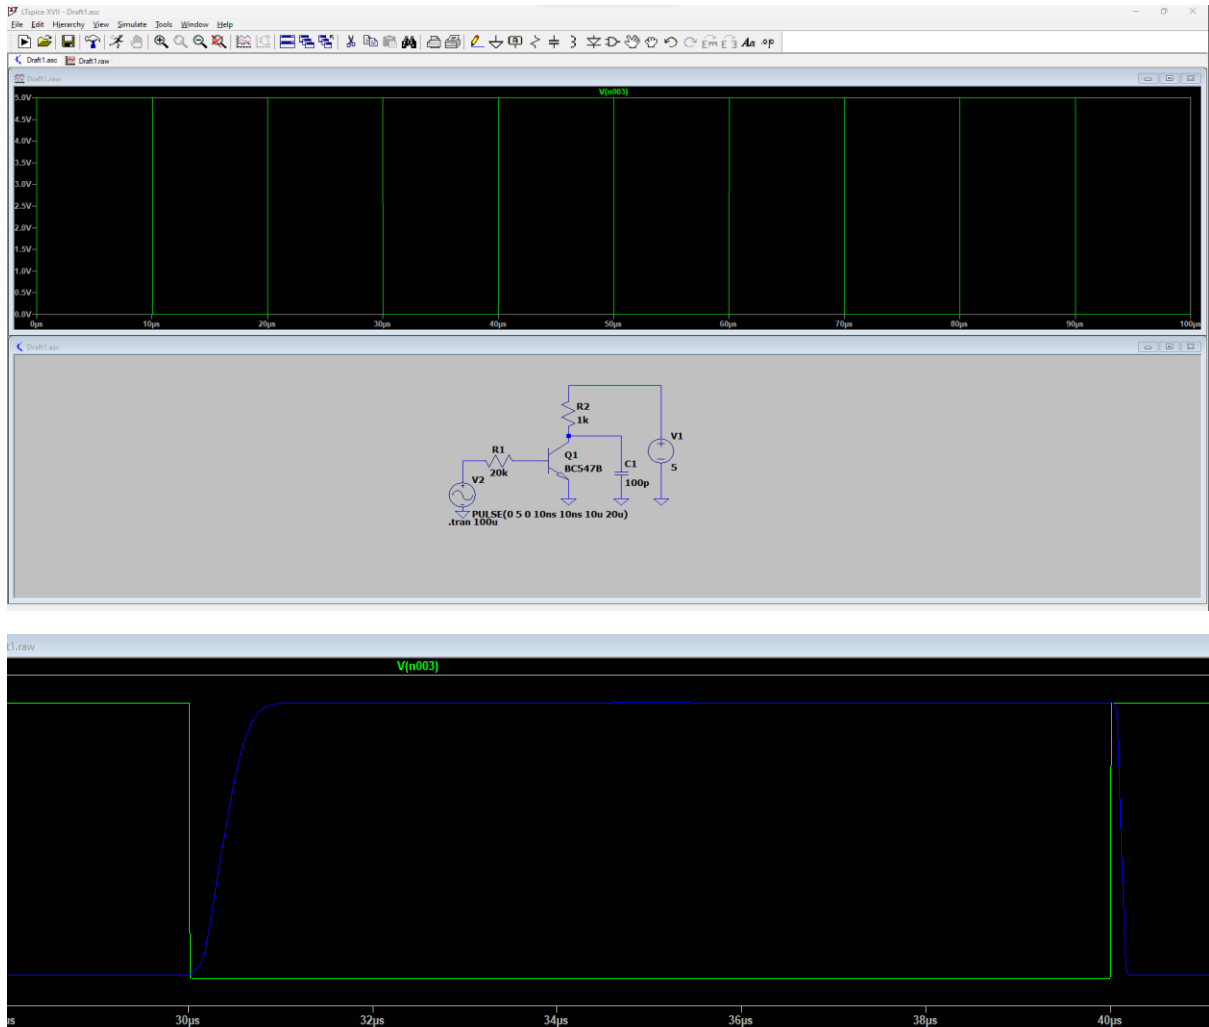 LTspice XVII - Draft1.asc
File Edit Hierarchy View Simulate Tools Window Help
Draft1.asc Draft1.raw
Draft1.raw
V(n003)
5.0V
4.5V
4.0V
3.5V
3.0V
2.5V
2.0V
1.5V
1.0V
0.5V
0.0V
0µs 10µs 20µs 30µs 40µs 50µs 60µs 70µs 80µs 90µs 100µs
Draft1.asc
R2
1k
R1
20k
Q1
BC547B
V1
5
C1
100p
V2
PULSE(0 5 0 10ns 10ns 10u 20u)
.tran 100u
t1.raw
V(n003)
µs 30µs 32µs 34µs 36µs 38µs 40µs